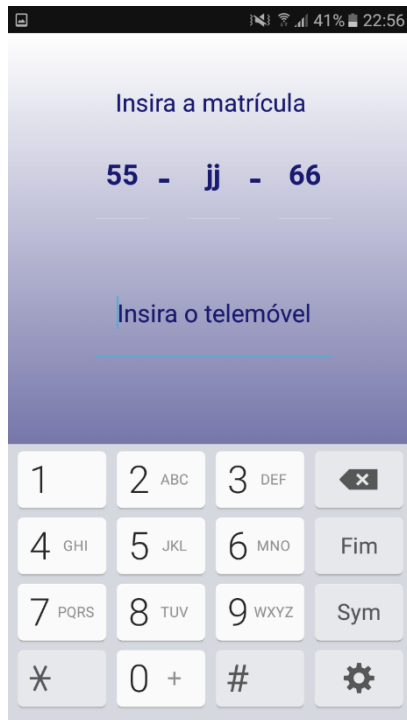 41% 22:56
Insira a matrícula
55 - jj - 66
Insira o telemóvel
1 2 ABC 3 DEF
4 GHI 5 JKL 6 MNO Fim
7 PQRS 8 TUV 9 WXYZ Sym
* 0 + #